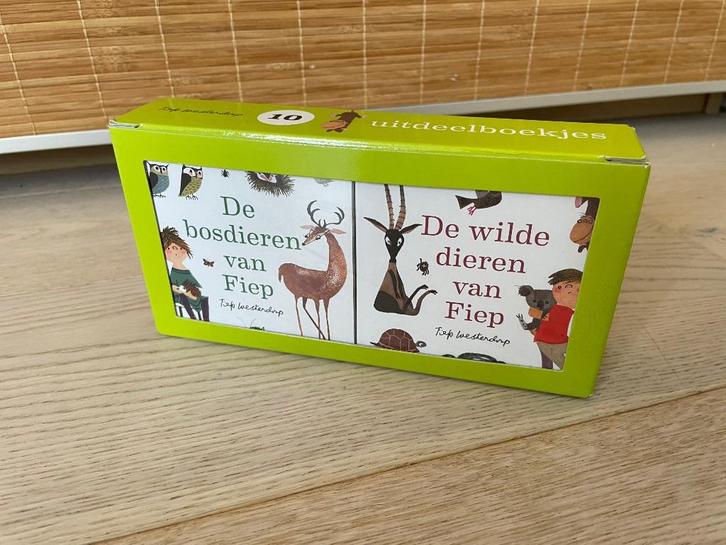 Fiep Westendorp
10
uitdeelboekjes
De
bosdieren
van
Fiep
Fiep Westendorp
De wilde
dieren
van
Fiep
Fiep Westendorp